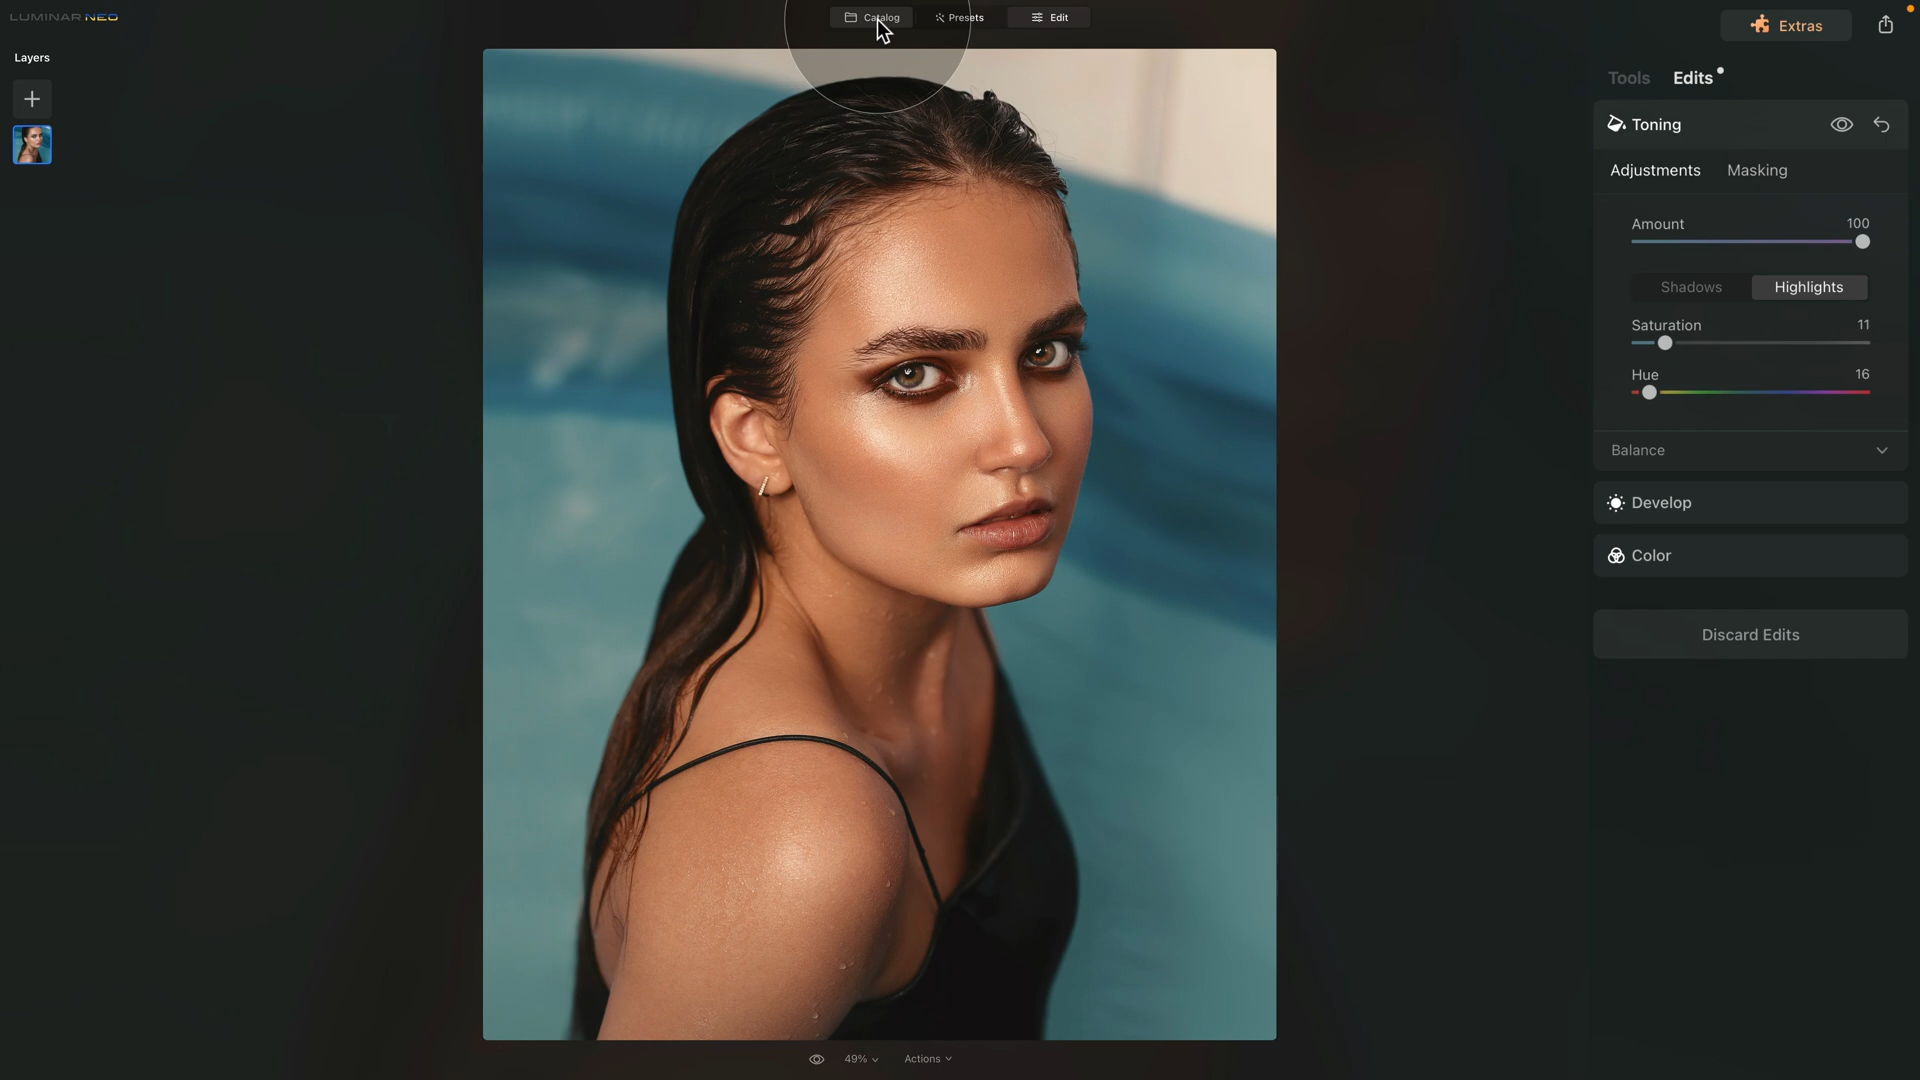 LUMINAR NEO
Catalog
Presets
Edit
Extras
Layers
Tools
Edits
Toning
Adjustments
Masking
Amount
100
Shadows
Highlights
Saturation
11
Hue
16
Balance
Develop
Color
Discard Edits
49%
Actions